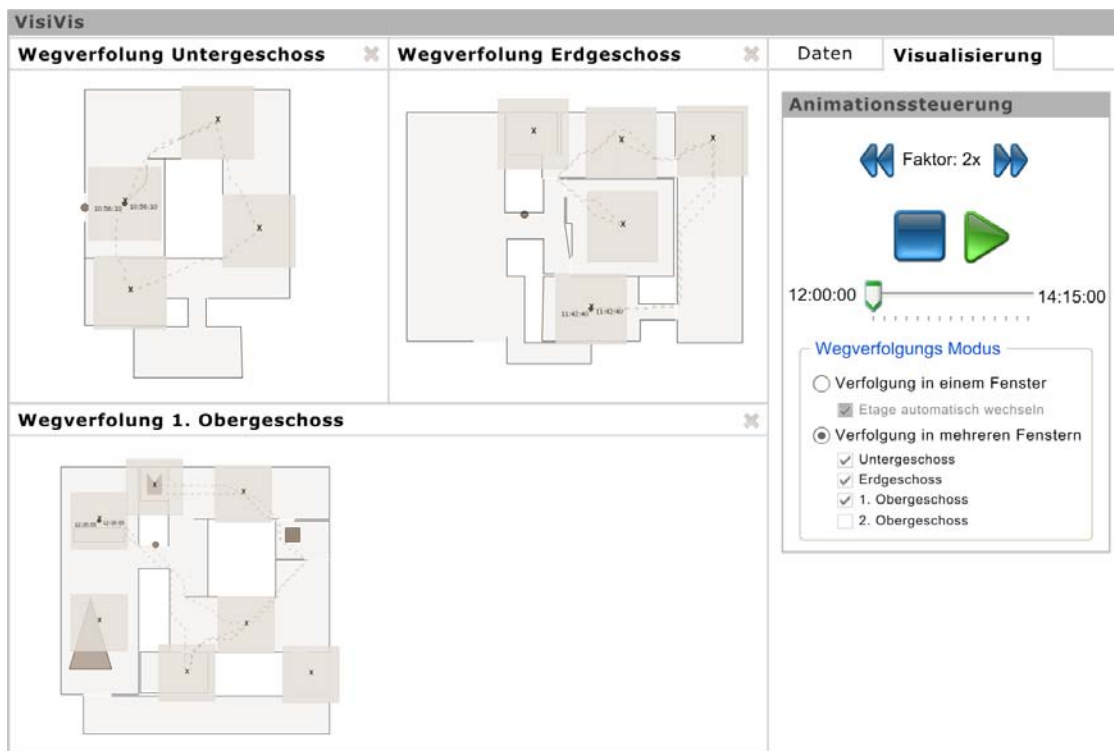 VisiVis
Wegverfolung Untergeschoss
Wegverfolung Erdgeschoss
Daten
Visualisierung
x
10:56:10
10:56:10
x
x
x
x
x
x
x
11:42:40
11:42:40
Animationssteuerung
Faktor: 2x
12:00:00
14:15:00
Wegverfolgungs Modus
Verfolgung in einem Fenster
Etage automatisch wechseln
Verfolgung in mehreren Fenstern
Untergeschoss
Erdgeschoss
1. Obergeschoss
2. Obergeschoss
Wegverfolung 1. Obergeschoss
x
x
x
x
x
x